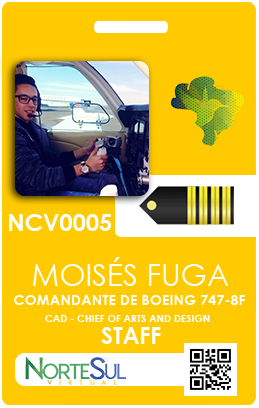 NCV0005
MOISÉS FUGA
COMANDANTE DE BOEING 747-8F
CAD - CHIEF OF ARTS AND DESIGN
STAFF
NORTESUL
VIRTUAL